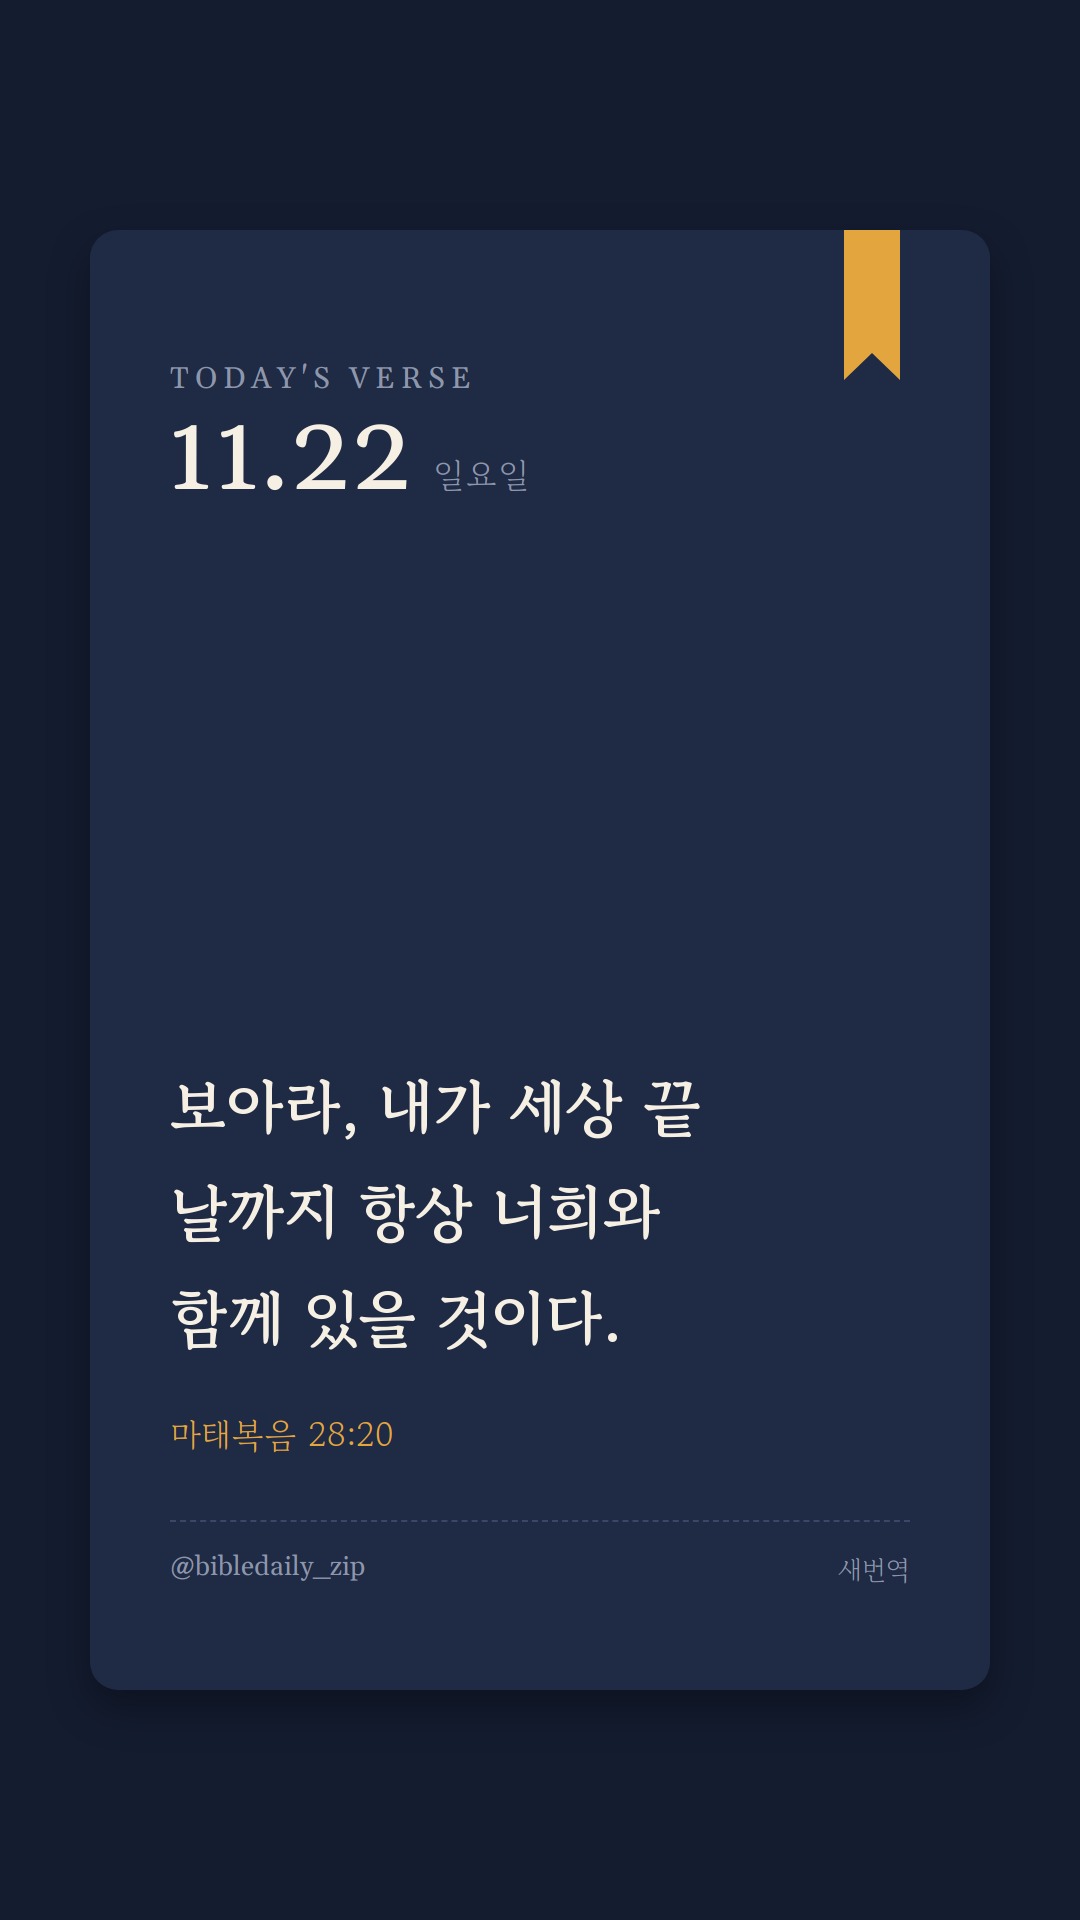 TODAY'S VERSE
11.22 일요일
보아라, 내가 세상 끝
날까지 항상 너희와
함께 있을 것이다.
마태복음 28:20
@bibledaily_zip 새번역